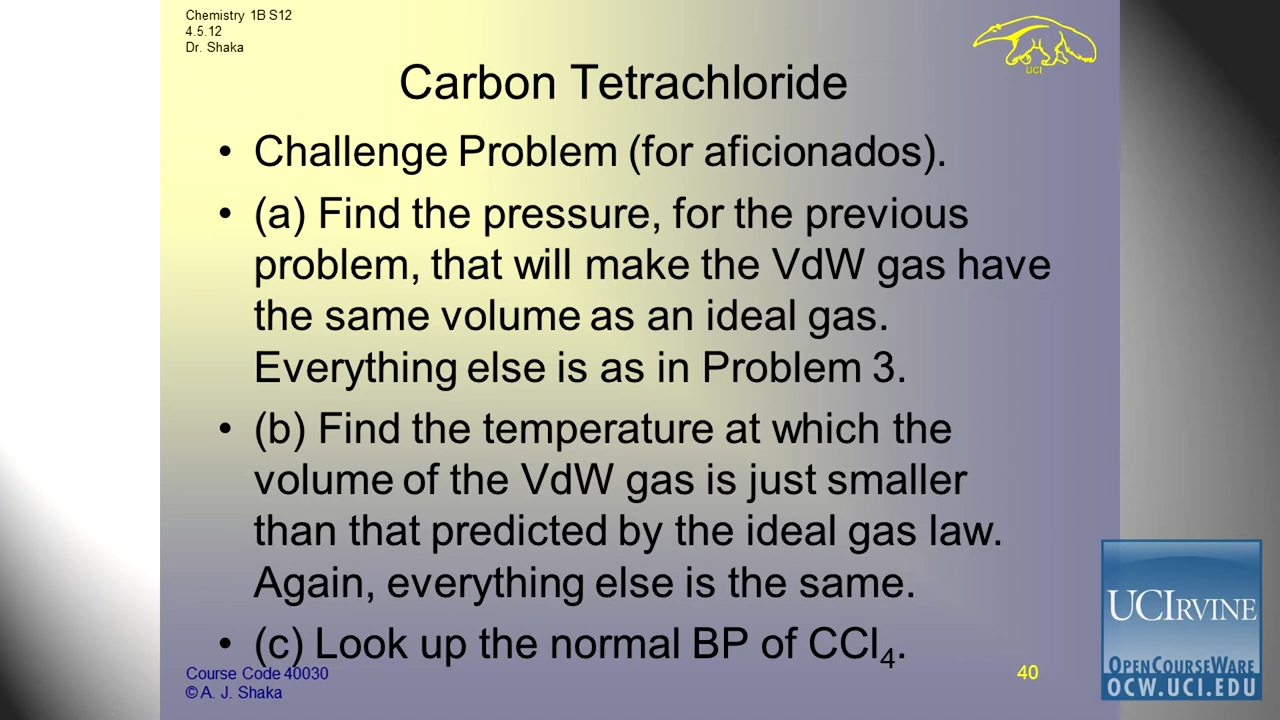 Chemistry 1B S12
4.5.12
Dr. Shaka
UCI
Carbon Tetrachloride
• Challenge Problem (for aficionados).
• (a) Find the pressure, for the previous
problem, that will make the VdW gas have
the same volume as an ideal gas.
Everything else is as in Problem 3.
• (b) Find the temperature at which the
volume of the VdW gas is just smaller
than that predicted by the ideal gas law.
Again, everything else is the same.
• (c) Look up the normal BP of CCl₄.
Course Code 40030
© A. J. Shaka
40
UCIRVINE
OPENCOURSEWARE
OCW.UCI.EDU